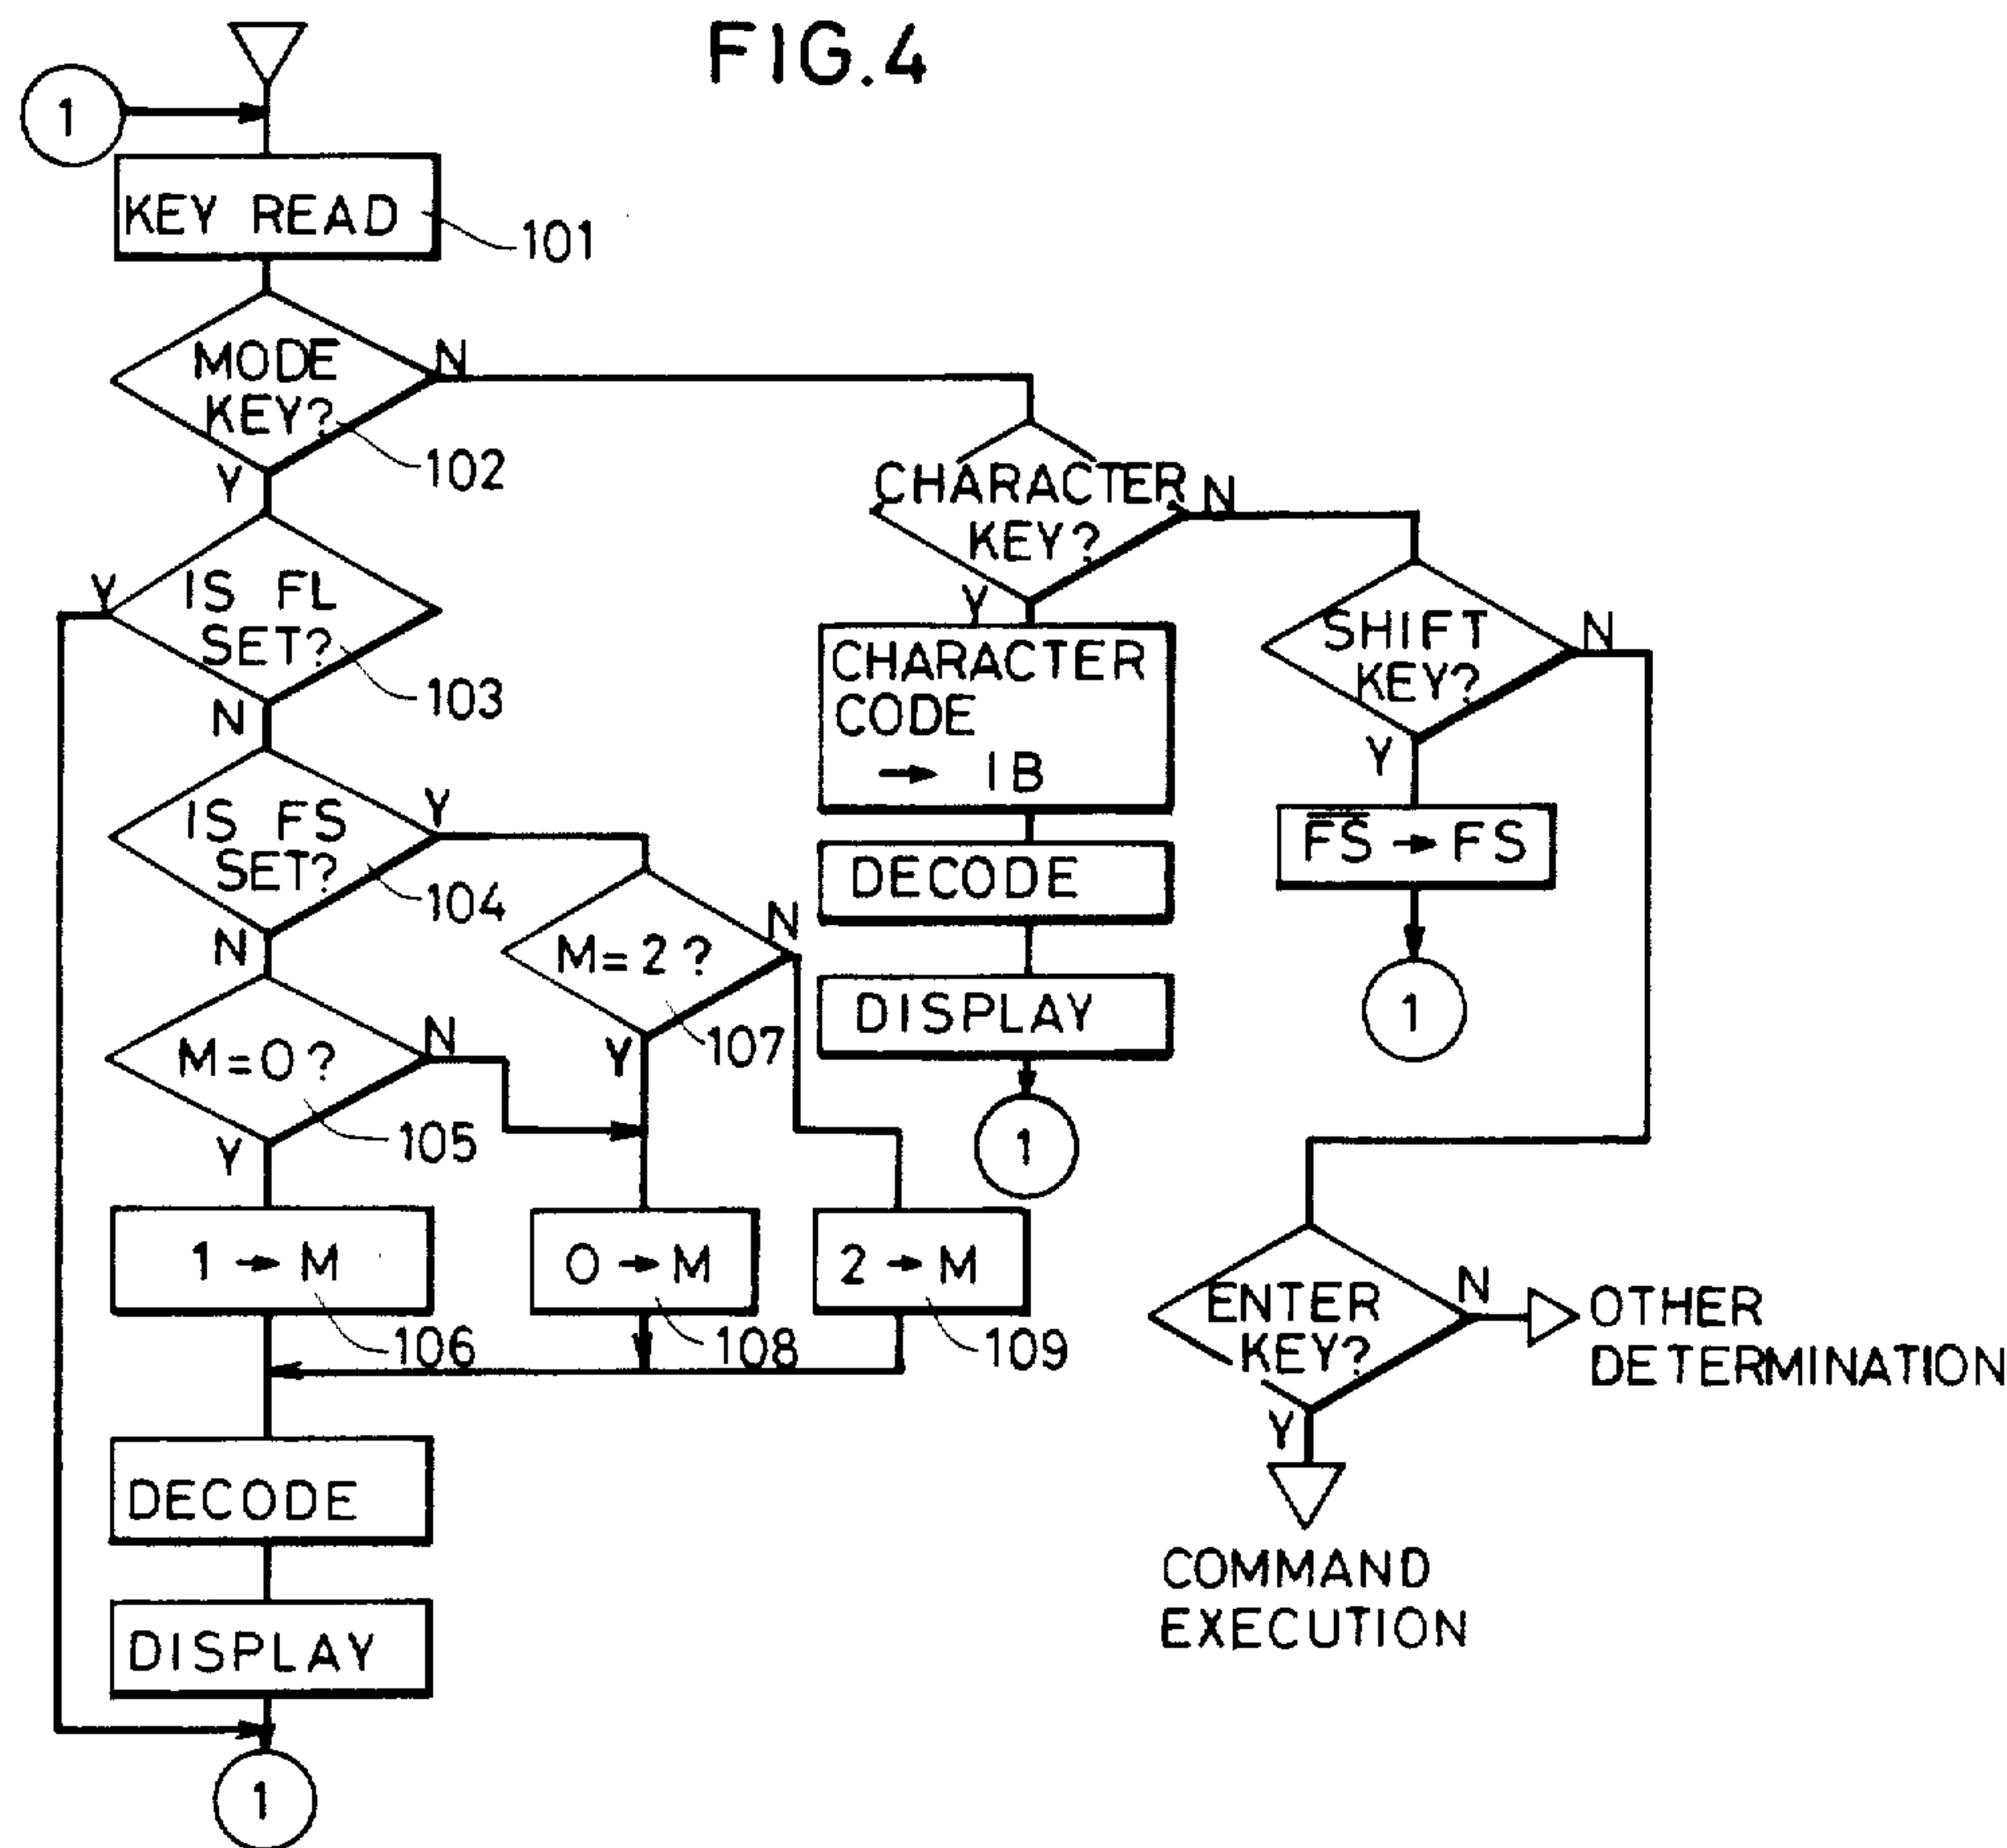 FIG.4
1
KEY READ
101
MODE
KEY?
N
102
Y
IS FL
SET?
Y
103
N
IS FS
SET?
Y
104
N
M=0?
N
105
Y
1 → M
106
M=2?
N
107
Y
0 → M
108
2 → M
109
DECODE
DISPLAY
1
CHARACTER
KEY?
N
Y
CHARACTER
CODE
→ IB
DECODE
DISPLAY
1
SHIFT
KEY?
N
Y
F̅S̅ → FS
1
ENTER
KEY?
N
OTHER
DETERMINATION
Y
COMMAND
EXECUTION